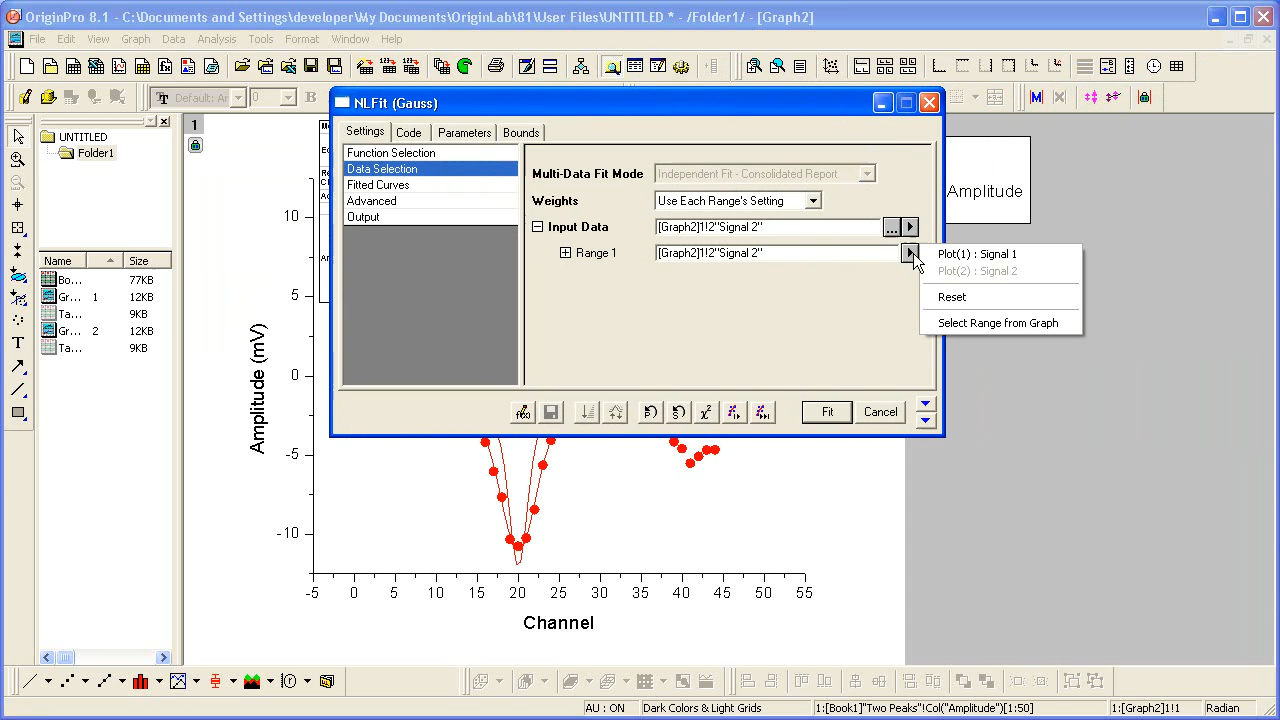 OriginPro 8.1 - C:\Documents and Settings\developer\My Documents\OriginLab\81\User Files\UNTITLED * - /Folder1/ - [Graph2]
File Edit View Graph Data Analysis Tools Format Window Help
Default: Ar 0 B
UNTITLED
Folder1
Name Size
Bo... 77KB
Gr... 1 12KB
Ta... 9KB
Gr... 2 12KB
Ta... 9KB
1
NLFit (Gauss)
Settings Code Parameters Bounds
Function Selection
Data Selection
Fitted Curves
Advanced
Output
Multi-Data Fit Mode Independent Fit - Consolidated Report
Weights Use Each Range's Setting
Input Data [Graph2]1!2"Signal 2"
Range 1 [Graph2]1!2"Signal 2"
Plot(1) : Signal 1
Plot(2) : Signal 2
Reset
Select Range from Graph
Fit Cancel
Amplitude
10
5
0
-5
-10
Amplitude (mV)
-5 0 5 10 15 20 25 30 35 40 45 50 55
Channel
AU : ON Dark Colors & Light Grids 1:[Book1]"Two Peaks"!Col("Amplitude")[1:50] 1:[Graph2]1!1 Radian